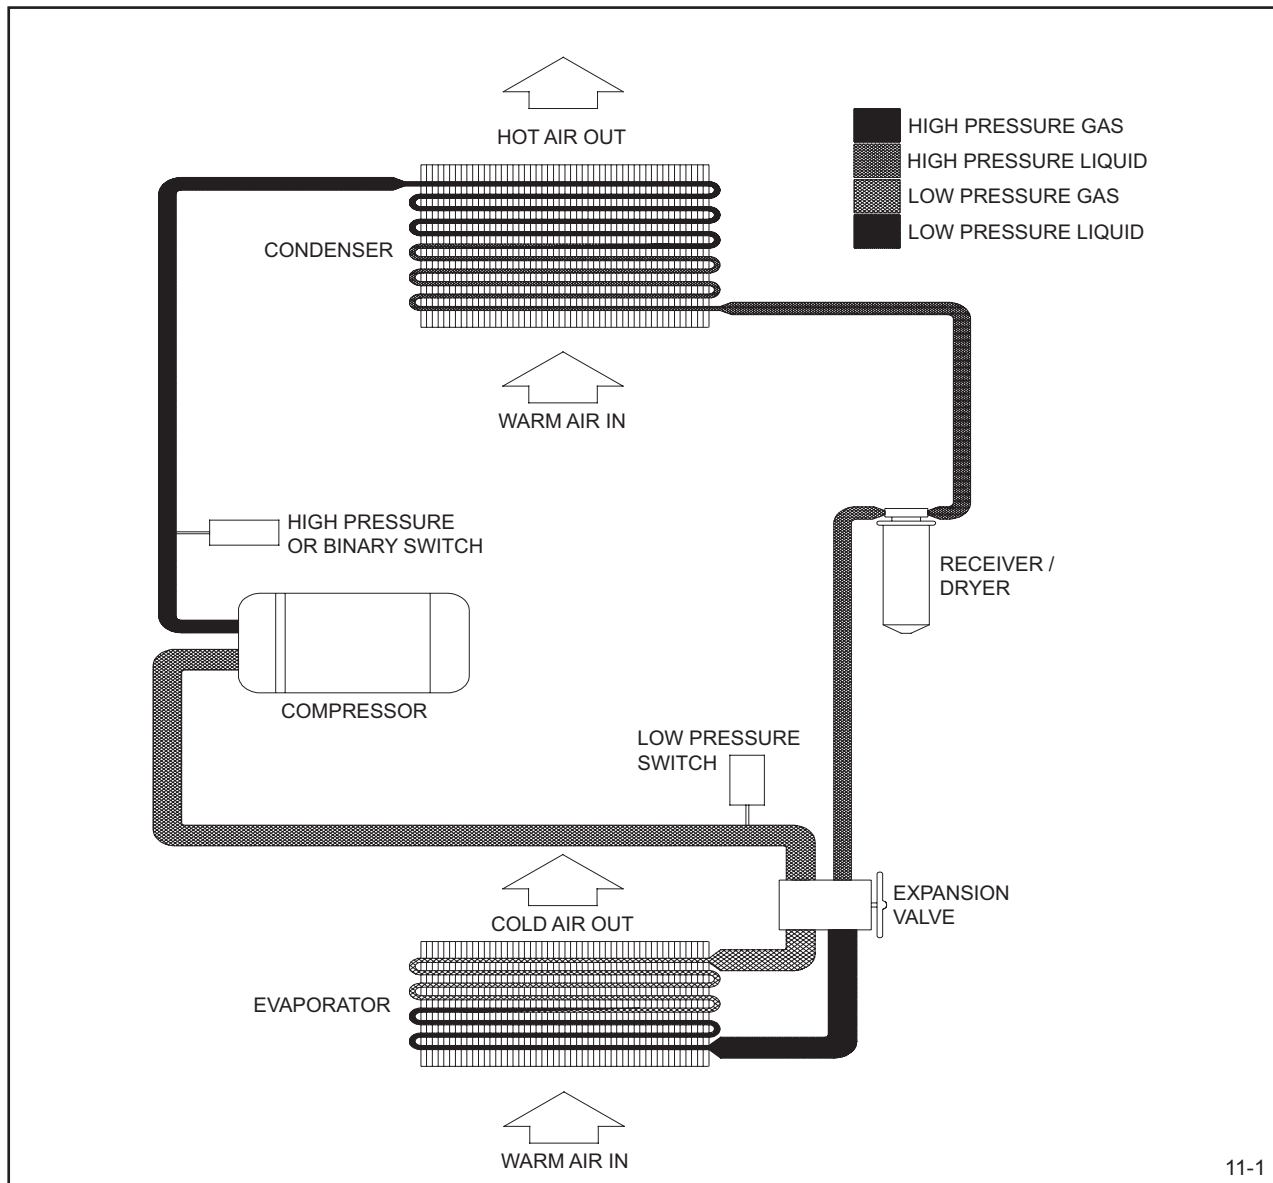 HOT AIR OUT
HIGH PRESSURE GAS
HIGH PRESSURE LIQUID
LOW PRESSURE GAS
LOW PRESSURE LIQUID
CONDENSER
WARM AIR IN
HIGH PRESSURE
OR BINARY SWITCH
RECEIVER /
DRYER
COMPRESSOR
LOW PRESSURE
SWITCH
EXPANSION
VALVE
COLD AIR OUT
EVAPORATOR
WARM AIR IN
11-1